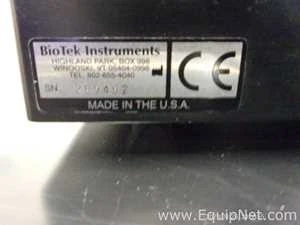 BioTek Instruments
HIGHLAND PARK, BOX 998
WINOOSKI, VT 05404-0998
TEL. 802-655-4040
CE
SN
MADE IN THE U.S.A.
www.EquipNet.com